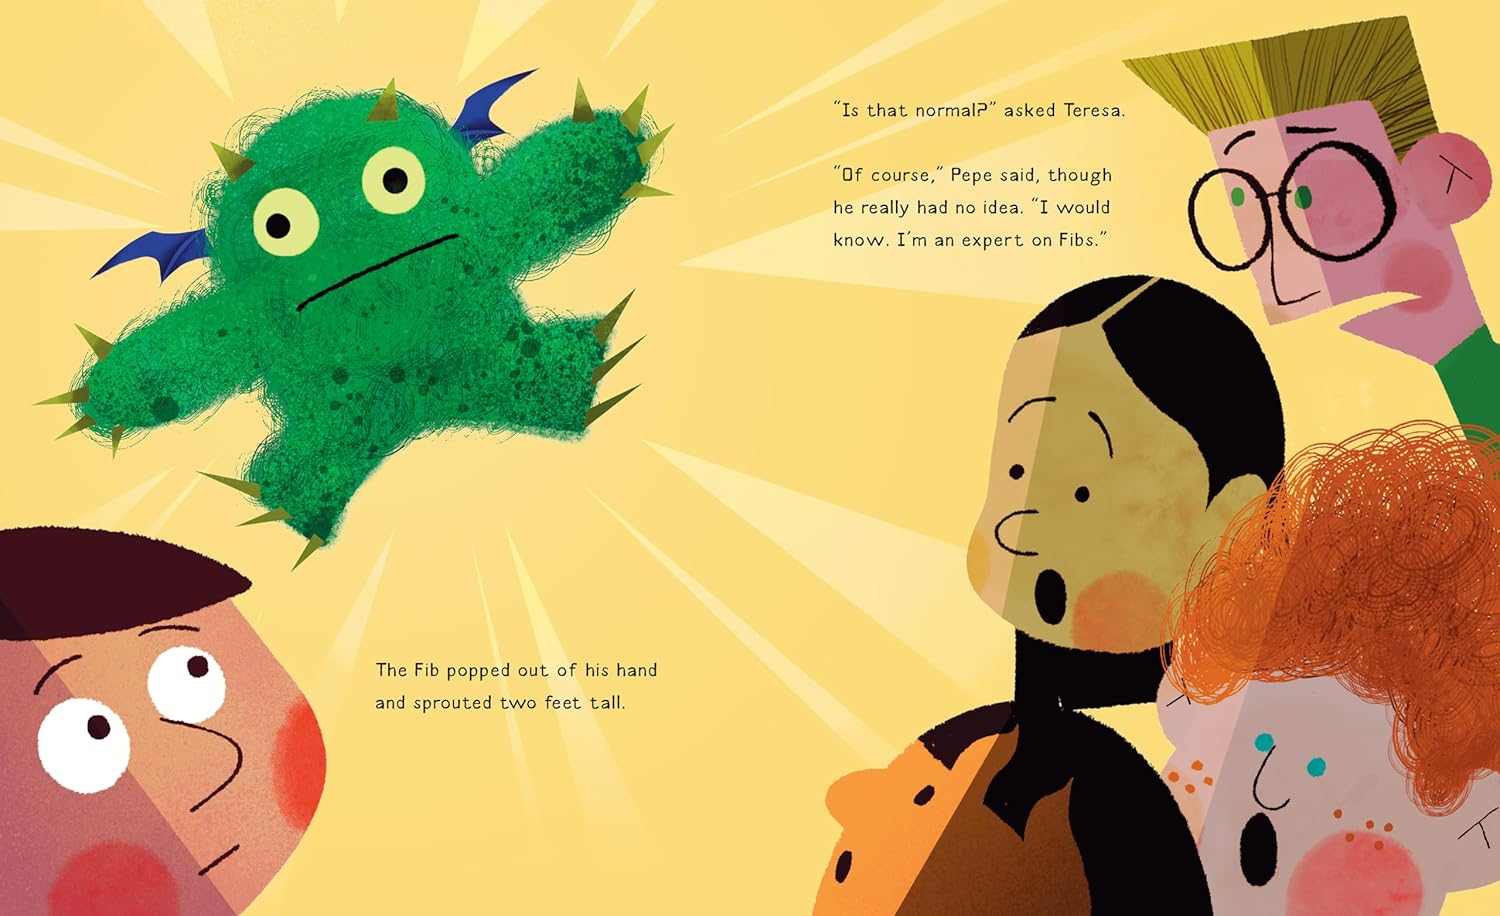 The Fib popped out of his hand
and sprouted two feet tall.
“Is that normal?” asked Teresa.
“Of course,” Pepe said, though
he really had no idea. “I would
know. I’m an expert on Fibs.”